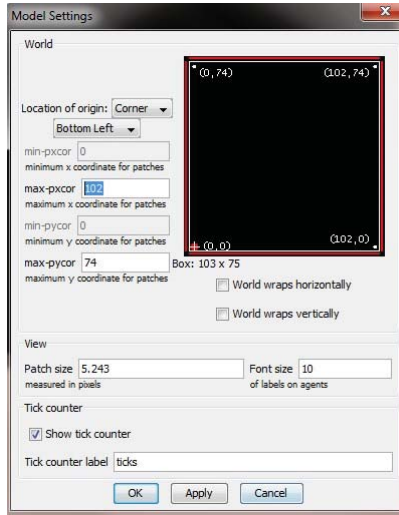 Model Settings
World
(0,74) (102,74)
Location of origin: Corner
Bottom Left
min-pxcor 0
minimum x coordinate for patches
max-pxcor 102
maximum x coordinate for patches
min-pycor 0
minimum y coordinate for patches
(0,0) (102,0)
max-pycor 74 Box: 103 x 75
maximum y coordinate for patches
World wraps horizontally
World wraps vertically
View
Patch size 5.243 Font size 10
measured in pixels of labels on agents
Tick counter
Show tick counter
Tick counter label ticks
OK Apply Cancel